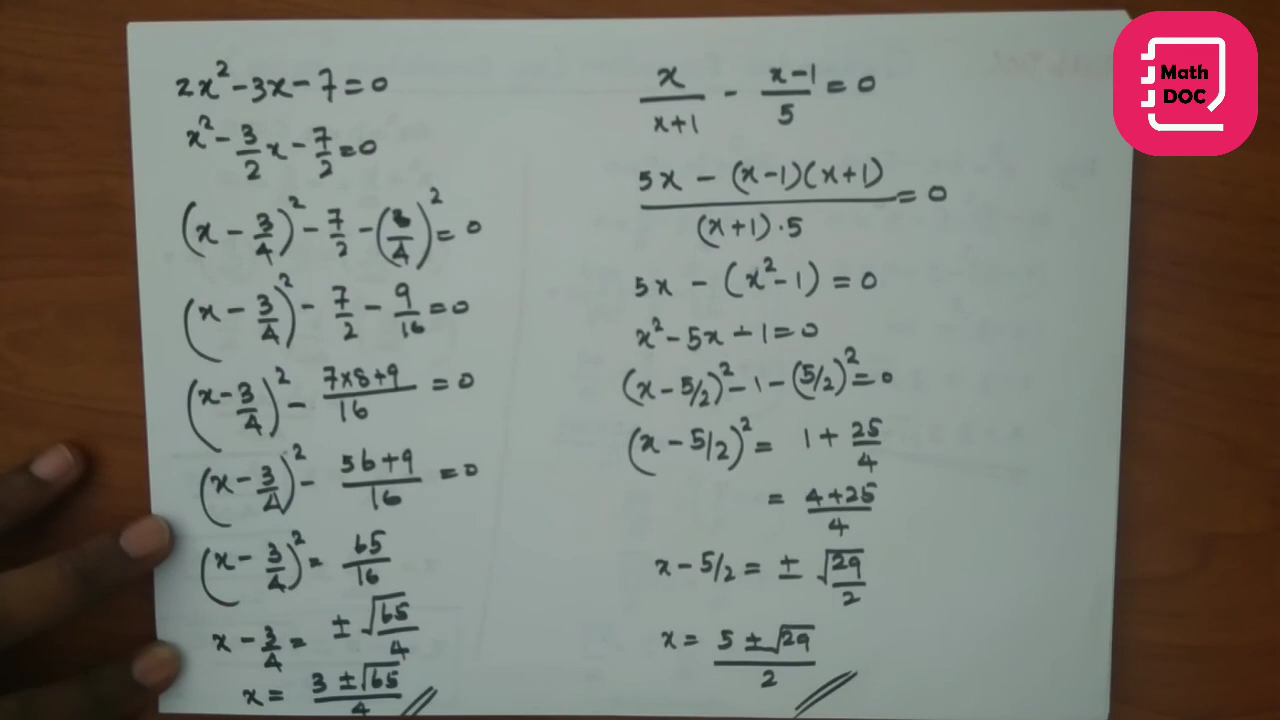 2x² - 3x - 7 = 0
x² - 3/2 x - 7/2 = 0
(x - 3/4)² - 7/2 - (3/4)² = 0
(x - 3/4)² - 7/2 - 9/16 = 0
(x - 3/4)² - (7×8+9)/16 = 0
(x - 3/4)² - (56+9)/16 = 0
(x - 3/4)² = 65/16
x - 3/4 = ± √65/4
x = (3 ± √65)/4
x/(x+1) - (x-1)/5 = 0
(5x - (x-1)(x+1))/((x+1)·5) = 0
5x - (x² - 1) = 0
x² - 5x + 1 = 0
(x - 5/2)² - 1 - (5/2)² = 0
(x - 5/2)² = 1 + 25/4
= (4+25)/4
x - 5/2 = ± √29/2
x = (5 ± √29)/2
Math
DOC